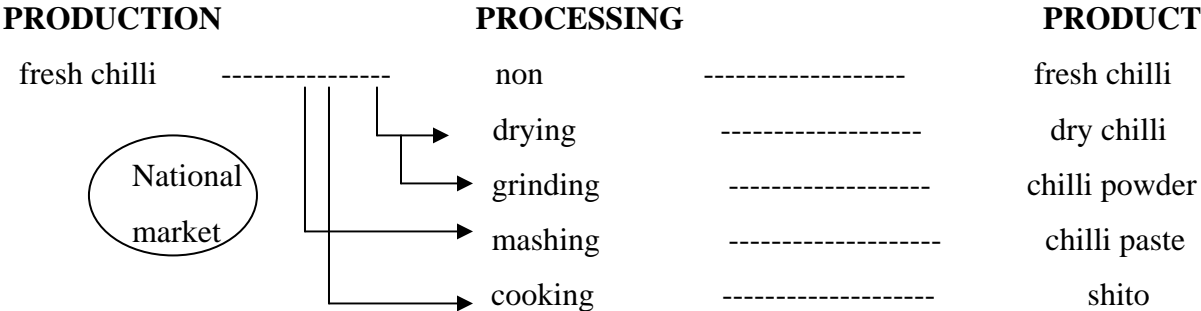 PRODUCTION PROCESSING PRODUCT
fresh chilli ---------------- non ------------------- fresh chilli
drying ------------------- dry chilli
National
grinding ------------------- chilli powder
market
mashing -------------------- chilli paste
cooking -------------------- shito